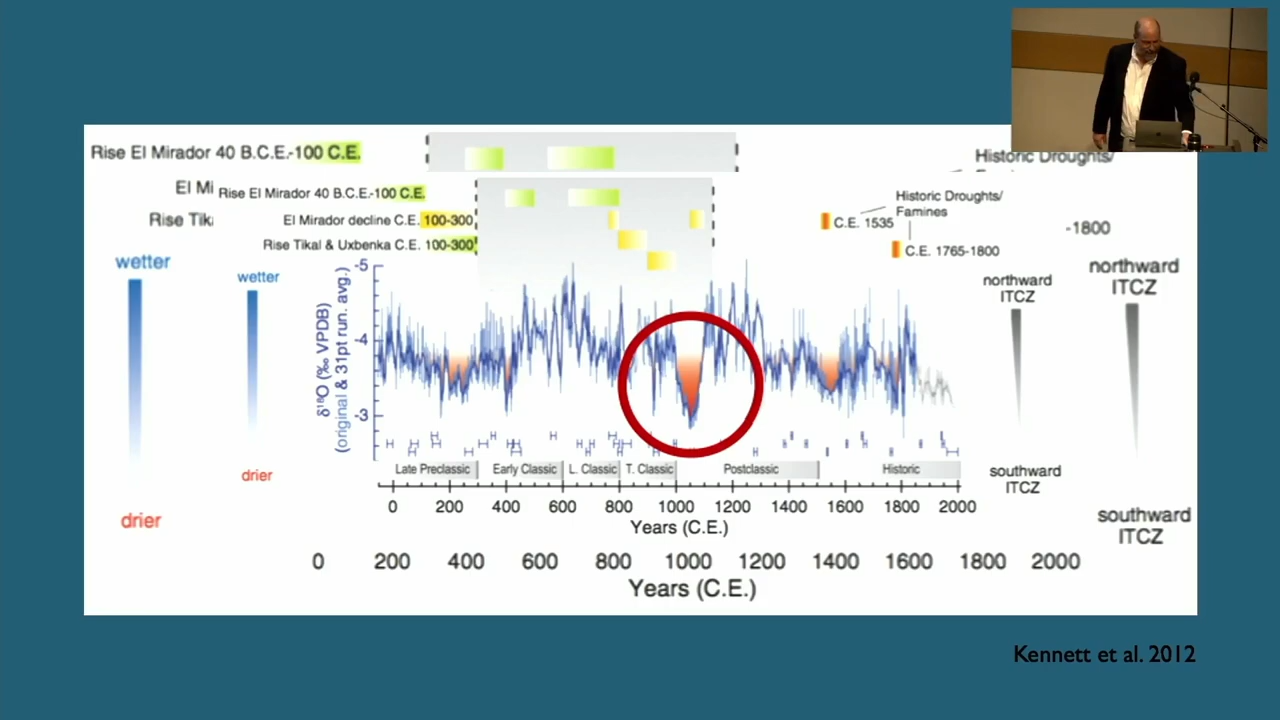 Rise El Mirador 40 B.C.E.-100 C.E.
Historic Droughts/
El Mi
Rise El Mirador 40 B.C.E.-100 C.E.
Historic Droughts/
Famines
Rise Tik
El Mirador decline C.E. 100-300
C.E. 1535
-1800
Rise Tikal & Uxbenka C.E. 100-300
C.E. 1765-1800
wetter
wetter
northward
ITCZ
northward
ITCZ
δ18O (‰ VPDB)
(original & 31pt run. avg.)
-5
-4
-3
drier
drier
southward
ITCZ
southward
ITCZ
Late Preclassic
Early Classic
L. Classic
T. Classic
Postclassic
Historic
0 200 400 600 800 1000 1200 1400 1600 1800 2000
Years (C.E.)
0 200 400 600 800 1000 1200 1400 1600 1800 2000
Years (C.E.)
Kennett et al. 2012